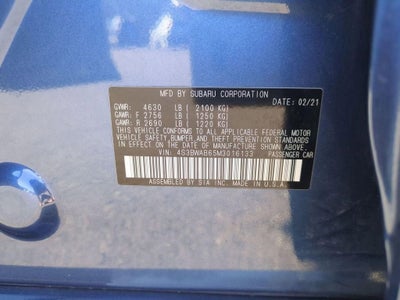 MFD BY SUBARU CORPORATION
DATE: 02/21
GVWR: 4630 LB ( 2100 KG)
GAWR: F 2756 LB ( 1250 KG)
GAWR: R 2690 LB ( 1220 KG)
THIS VEHICLE CONFORMS TO ALL APPLICABLE FEDERAL MOTOR
VEHICLE SAFETY,BUMPER AND THEFT PREVENTION STANDARDS
IN EFFECT ON THE DATE OF MANUFACTURE SHOWN ABOVE.
VIN: 4S3BWAB65M3016133 PASSENGER CAR
ASSEMBLED BY SIA, INC. MADE IN U.S.A.